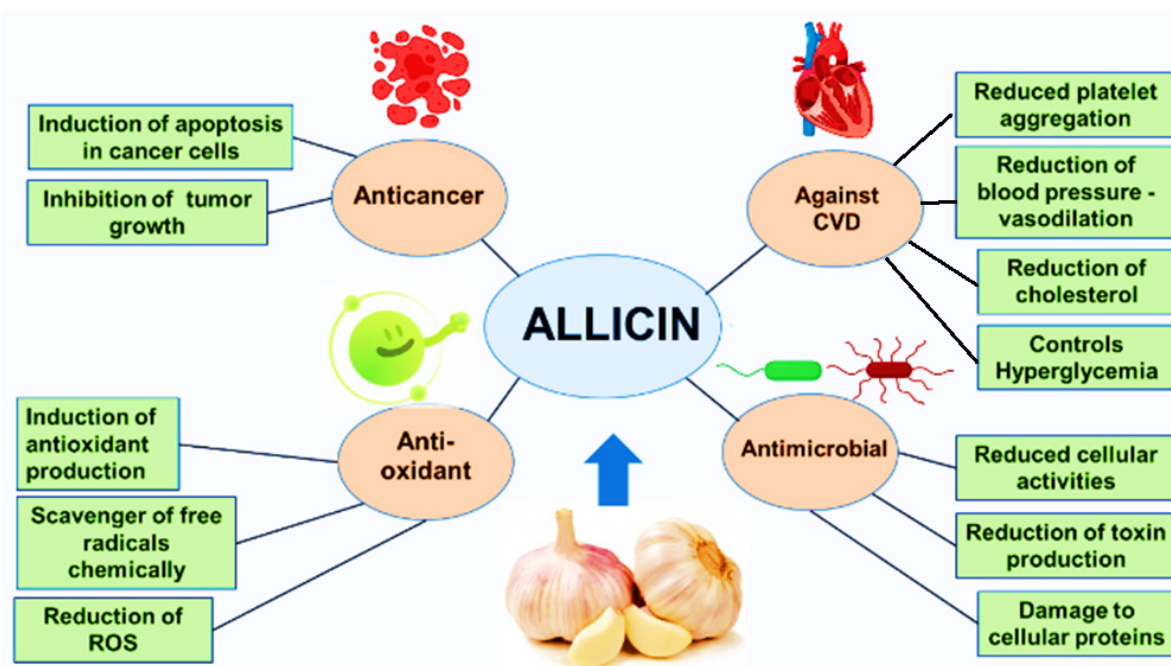 Induction of apoptosis
in cancer cells
Inhibition of tumor
growth
Anticancer
Against
CVD
Reduced platelet
aggregation
Reduction of
blood pressure -
vasodilation
Reduction of
cholesterol
Controls
Hyperglycemia
ALLICIN
Induction of
antioxidant
production
Scavenger of free
radicals
chemically
Reduction of
ROS
Anti-
oxidant
Antimicrobial
Reduced cellular
activities
Reduction of toxin
production
Damage to
cellular proteins